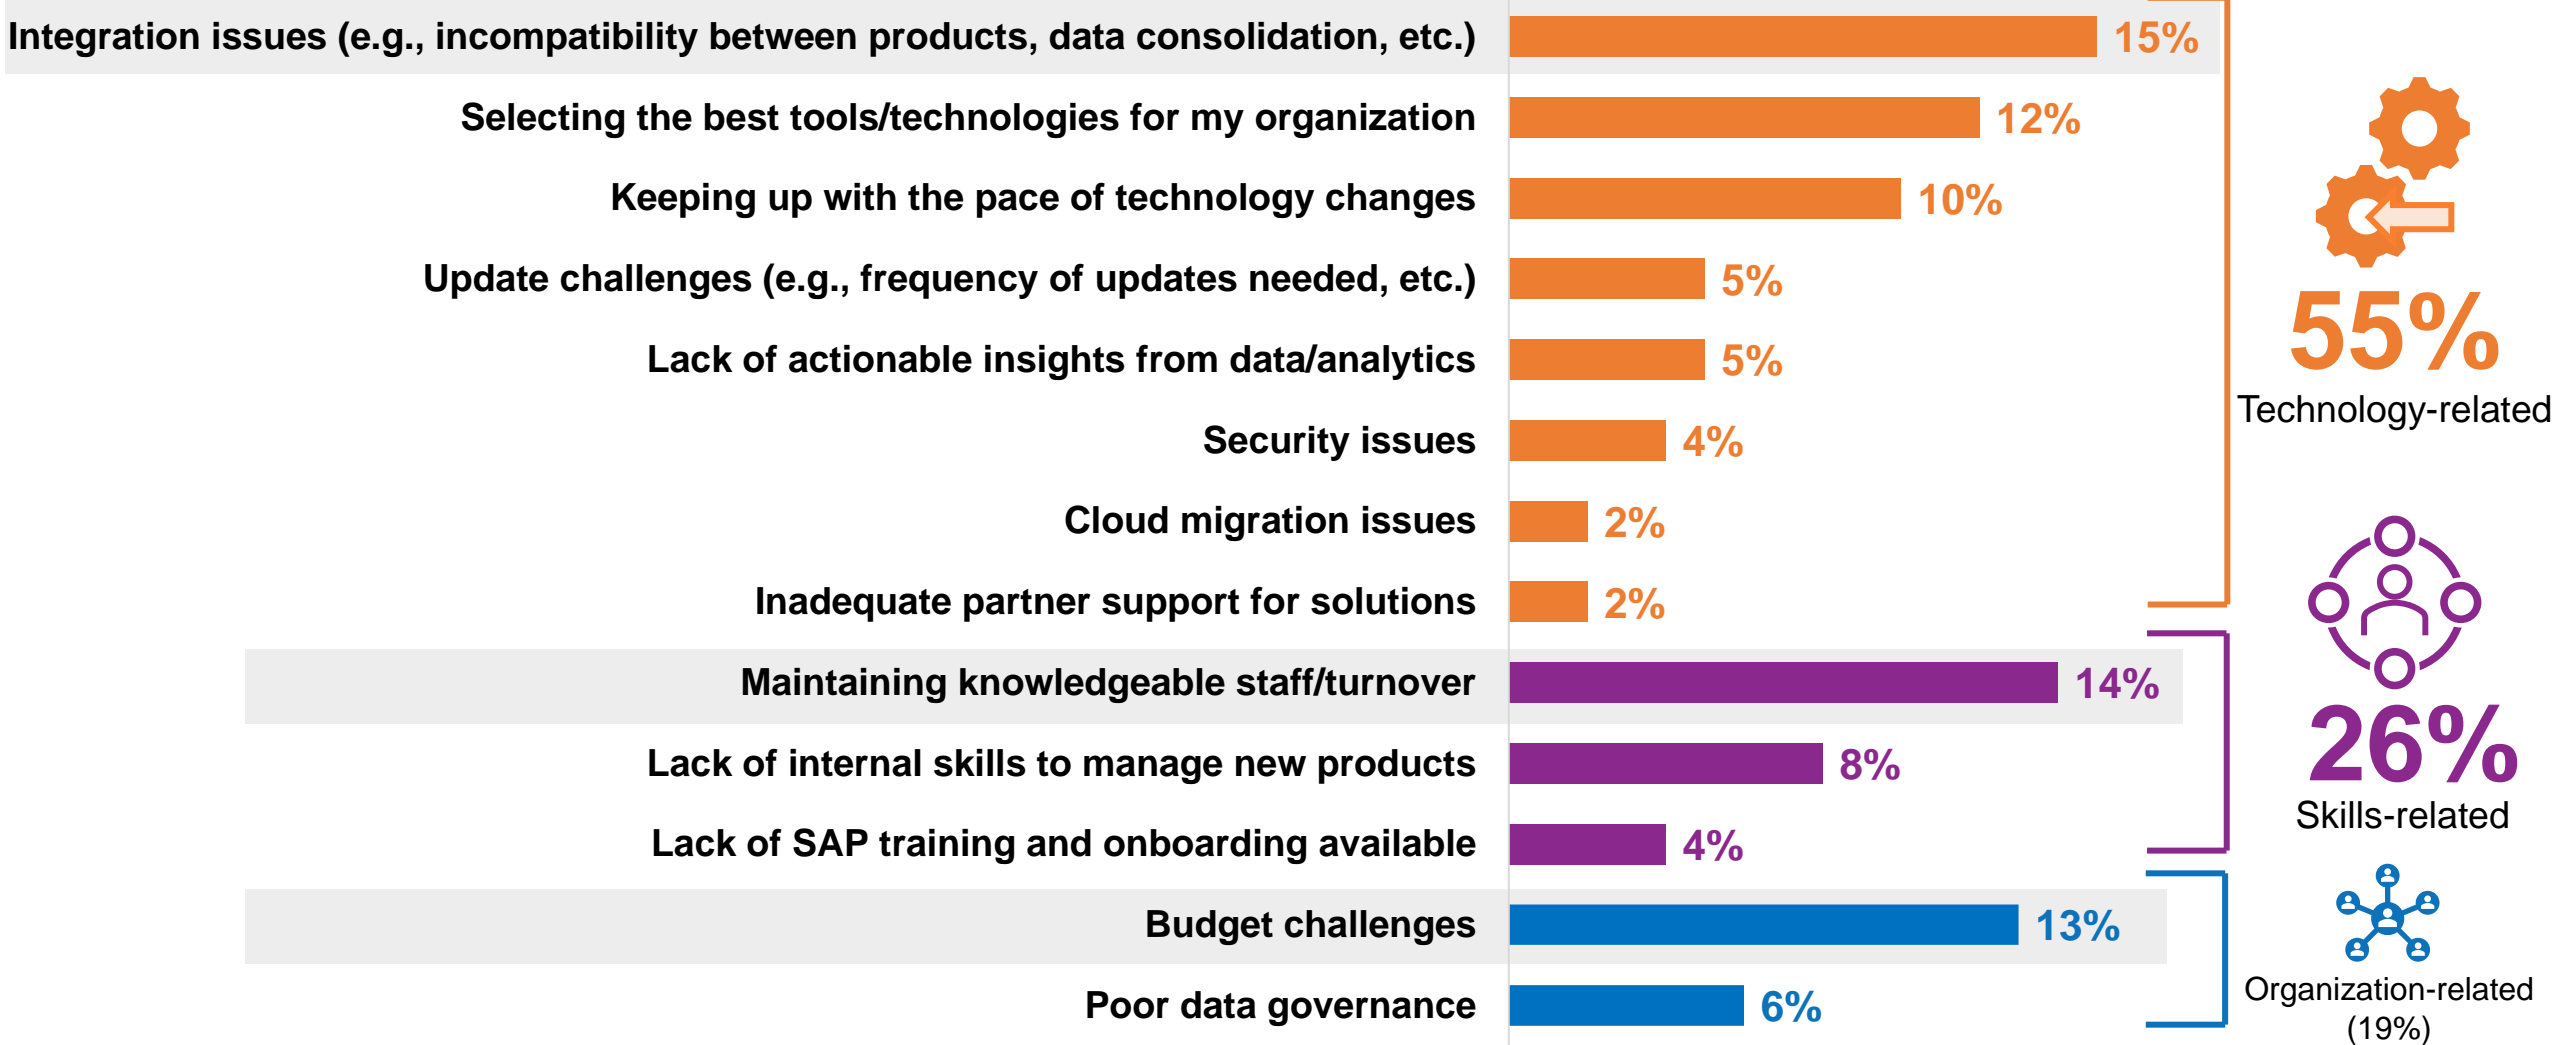 Integration issues (e.g., incompatibility between products, data consolidation, etc.) 15%
Selecting the best tools/technologies for my organization 12%
Keeping up with the pace of technology changes 10%
Update challenges (e.g., frequency of updates needed, etc.) 5%
Lack of actionable insights from data/analytics 5%
Security issues 4%
Cloud migration issues 2%
Inadequate partner support for solutions 2%
55%
Technology-related
Maintaining knowledgeable staff/turnover 14%
Lack of internal skills to manage new products 8%
Lack of SAP training and onboarding available 4%
26%
Skills-related
Budget challenges 13%
Poor data governance 6%
Organization-related
(19%)